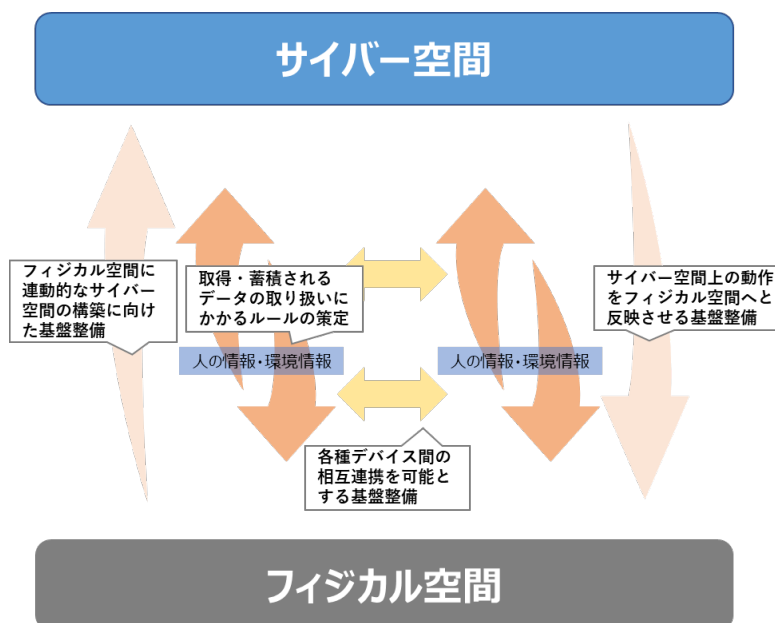 サイバー空間
フィジカル空間に
連動的なサイバー
空間の構築に向け
た基盤整備
取得・蓄積される
データの取り扱いに
かかるルールの策定
サイバー空間上の動作
をフィジカル空間へと
反映させる基盤整備
人の情報・環境情報
人の情報・環境情報
各種デバイス間の
相互連携を可能と
する基盤整備
フィジカル空間